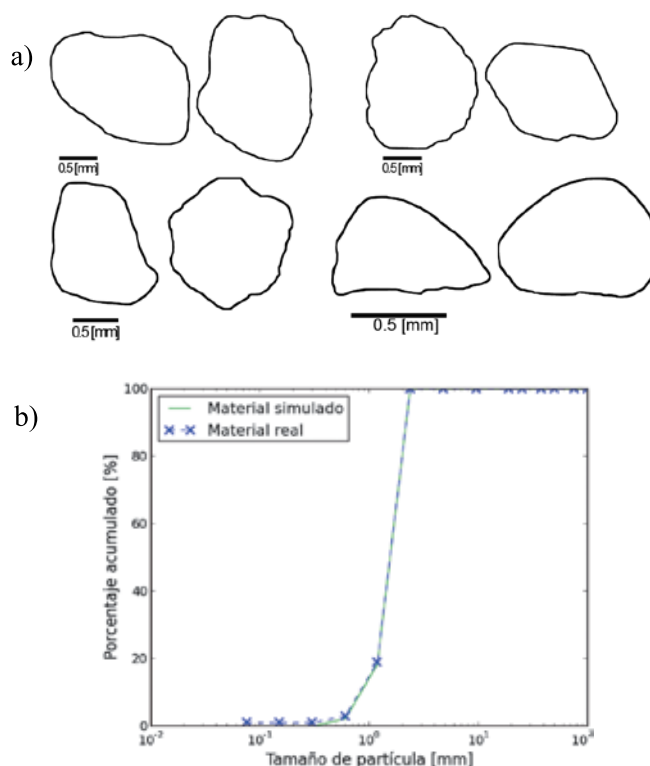 a)
0.5 [mm]
0.5 [mm]
0.5 [mm]
0.5 [mm]
b)
100
Material simulado
Material real
80
60
40
20
0
Porcentaje acumulado [%]
10⁻² 10⁻¹ 10⁰ 10¹ 10² 10³
Tamaño de partícula [mm]